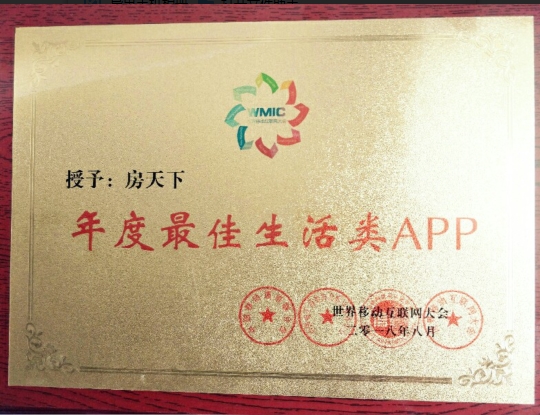 WMIC
授予：房天下
年度最佳生活类APP
世界移动互联网大会
二零一八年八月